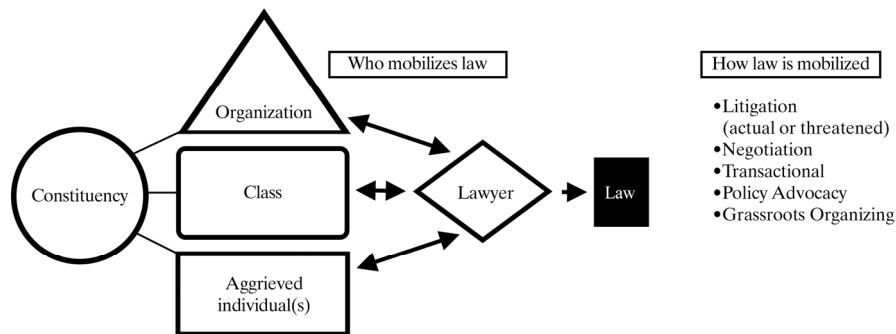 Who mobilizes law
How law is mobilized
Organization
Constituency
Class
Lawyer
Law
Aggrieved
individual(s)
•Litigation
(actual or threatened)
•Negotiation
•Transactional
•Policy Advocacy
•Grassroots Organizing